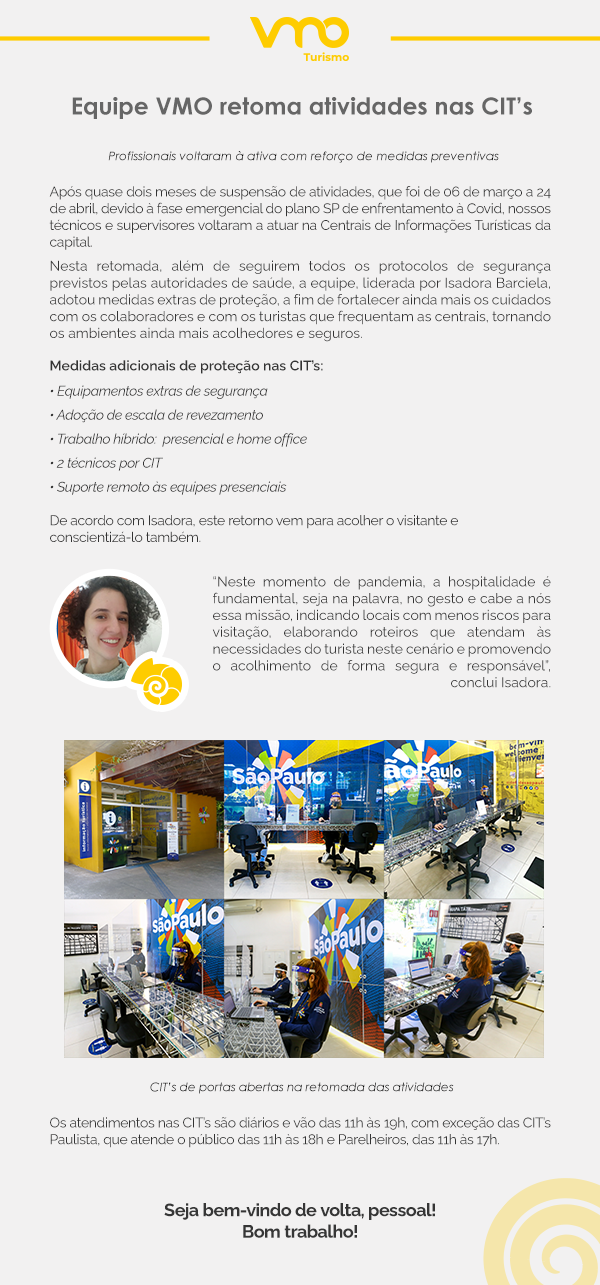 vmo
Turismo
Equipe VMO retoma atividades nas CIT's
Profissionais voltaram à ativa com reforço de medidas preventivas
Após quase dois meses de suspensão de atividades, que foi de 06 de março a 24
de abril, devido à fase emergencial do plano SP de enfrentamento à Covid, nossos
técnicos e supervisores voltaram a atuar na Centrais de Informações Turísticas da
capital.
Nesta retomada, além de seguirem todos os protocolos de segurança
previstos pelas autoridades de saúde, a equipe, liderada por Isadora Barciela,
adotou medidas extras de proteção, a fim de fortalecer ainda mais os cuidados
com os colaboradores e com os turistas que frequentam as centrais, tornando
os ambientes ainda mais acolhedores e seguros.
Medidas adicionais de proteção nas CIT's:
• Equipamentos extras de segurança
• Adoção de escala de revezamento
• Trabalho híbrido: presencial e home office
• 2 técnicos por CIT
• Suporte remoto às equipes presenciais
De acordo com Isadora, este retorno vem para acolher o visitante e
conscientizá-lo também.
“Neste momento de pandemia, a hospitalidade é
fundamental, seja na palavra, no gesto e cabe a nós
essa missão, indicando locais com menos riscos para
visitação, elaborando roteiros que atendam às
necessidades do turista neste cenário e promovendo
o acolhimento de forma segura e responsável”,
conclui Isadora.
SãoPaulo
ãoPaulo
welcome
SãoPaulo
SãoPaulo
CIT's de portas abertas na retomada das atividades
Os atendimentos nas CIT's são diários e vão das 11h às 19h, com exceção das CIT's
Paulista, que atende o público das 11h às 18h e Parelheiros, das 11h às 17h.
Seja bem-vindo de volta, pessoal!
Bom trabalho!